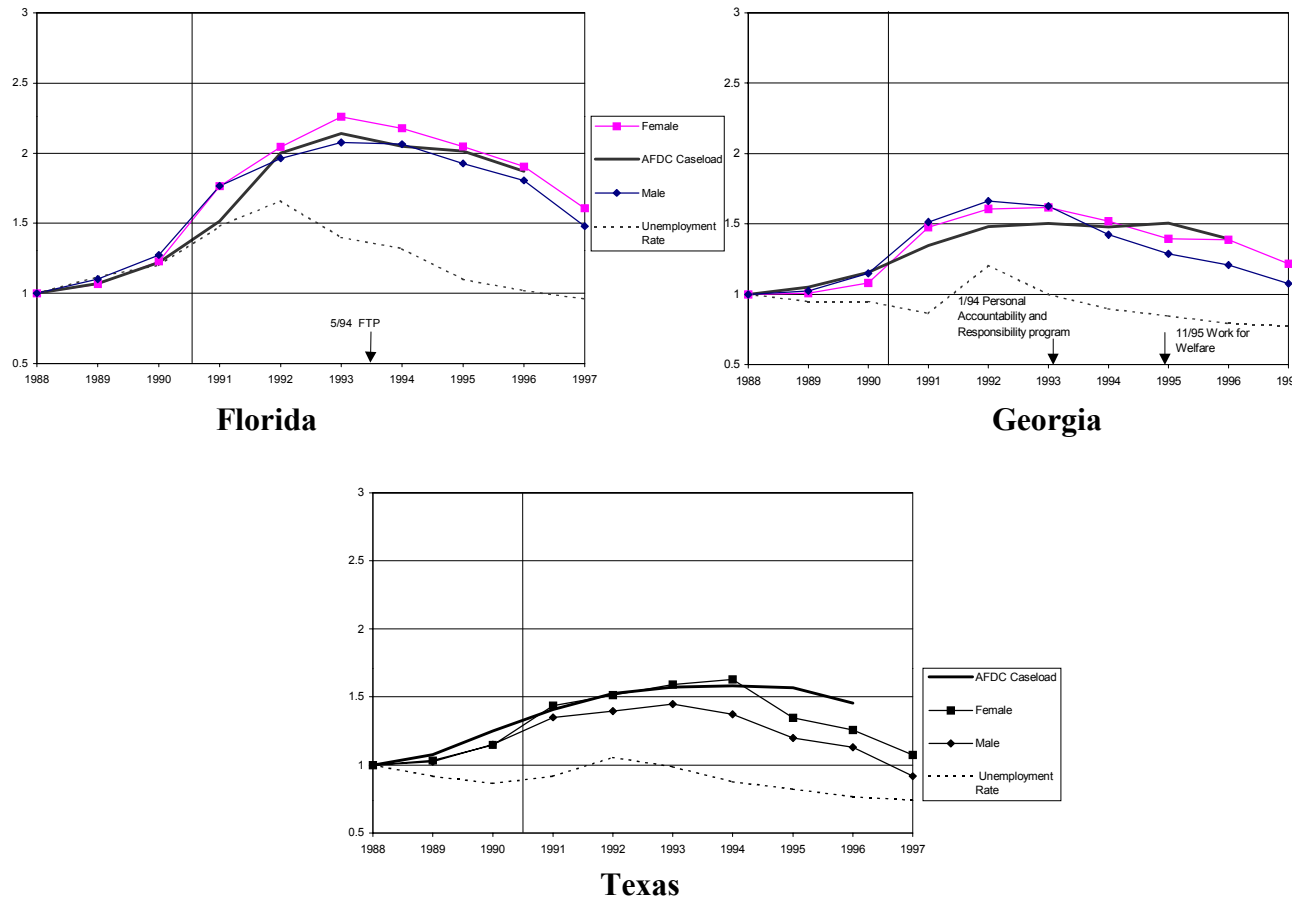 3
2.5
2
1.5
1
0.5
1988 1989 1990 1991 1992 1993 1994 1995 1996 1997
5/94 FTP
Female
AFDC Caseload
Male
Unemployment
Rate
Florida
3
2.5
2
1.5
1
0.5
1988 1989 1990 1991 1992 1993 1994 1995 1996 199
1/94 Personal
Accountability and
Responsibility program
11/95 Work for
Welfare
Georgia
3
2.5
2
1.5
1
0.5
1988 1989 1990 1991 1992 1993 1994 1995 1996 1997
AFDC Caseload
Female
Male
Unemployment
Rate
Texas